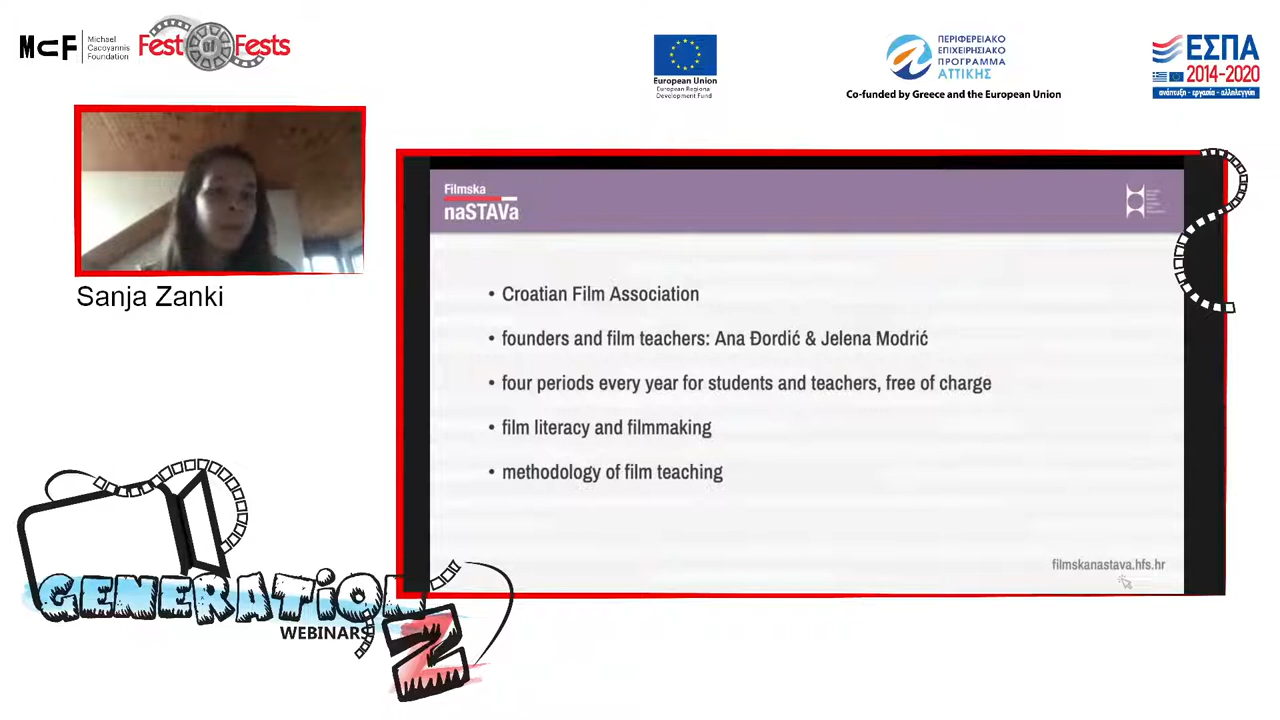 McF
Michael
Cacoyannis
Foundation
Fest of Fests
European Union
European Regional
Development Fund
ΠΕΡΙΦΕΡΕΙΑΚΟ
ΕΠΙΧΕΙΡΗΣΙΑΚΟ
ΠΡΟΓΡΑΜΜΑ
ΑΤΤΙΚΗΣ
Co-funded by Greece and the European Union
ΕΣΠΑ
2014-2020
ανάπτυξη - εργασία - αλληλεγγύη
Sanja Zanki
Filmska
naSTAVa
• Croatian Film Association
• founders and film teachers: Ana Đordić & Jelena Modrić
• four periods every year for students and teachers, free of charge
• film literacy and filmmaking
• methodology of film teaching
filmskanastava.hfs.hr
GENERATiON
WEBINARS
Z